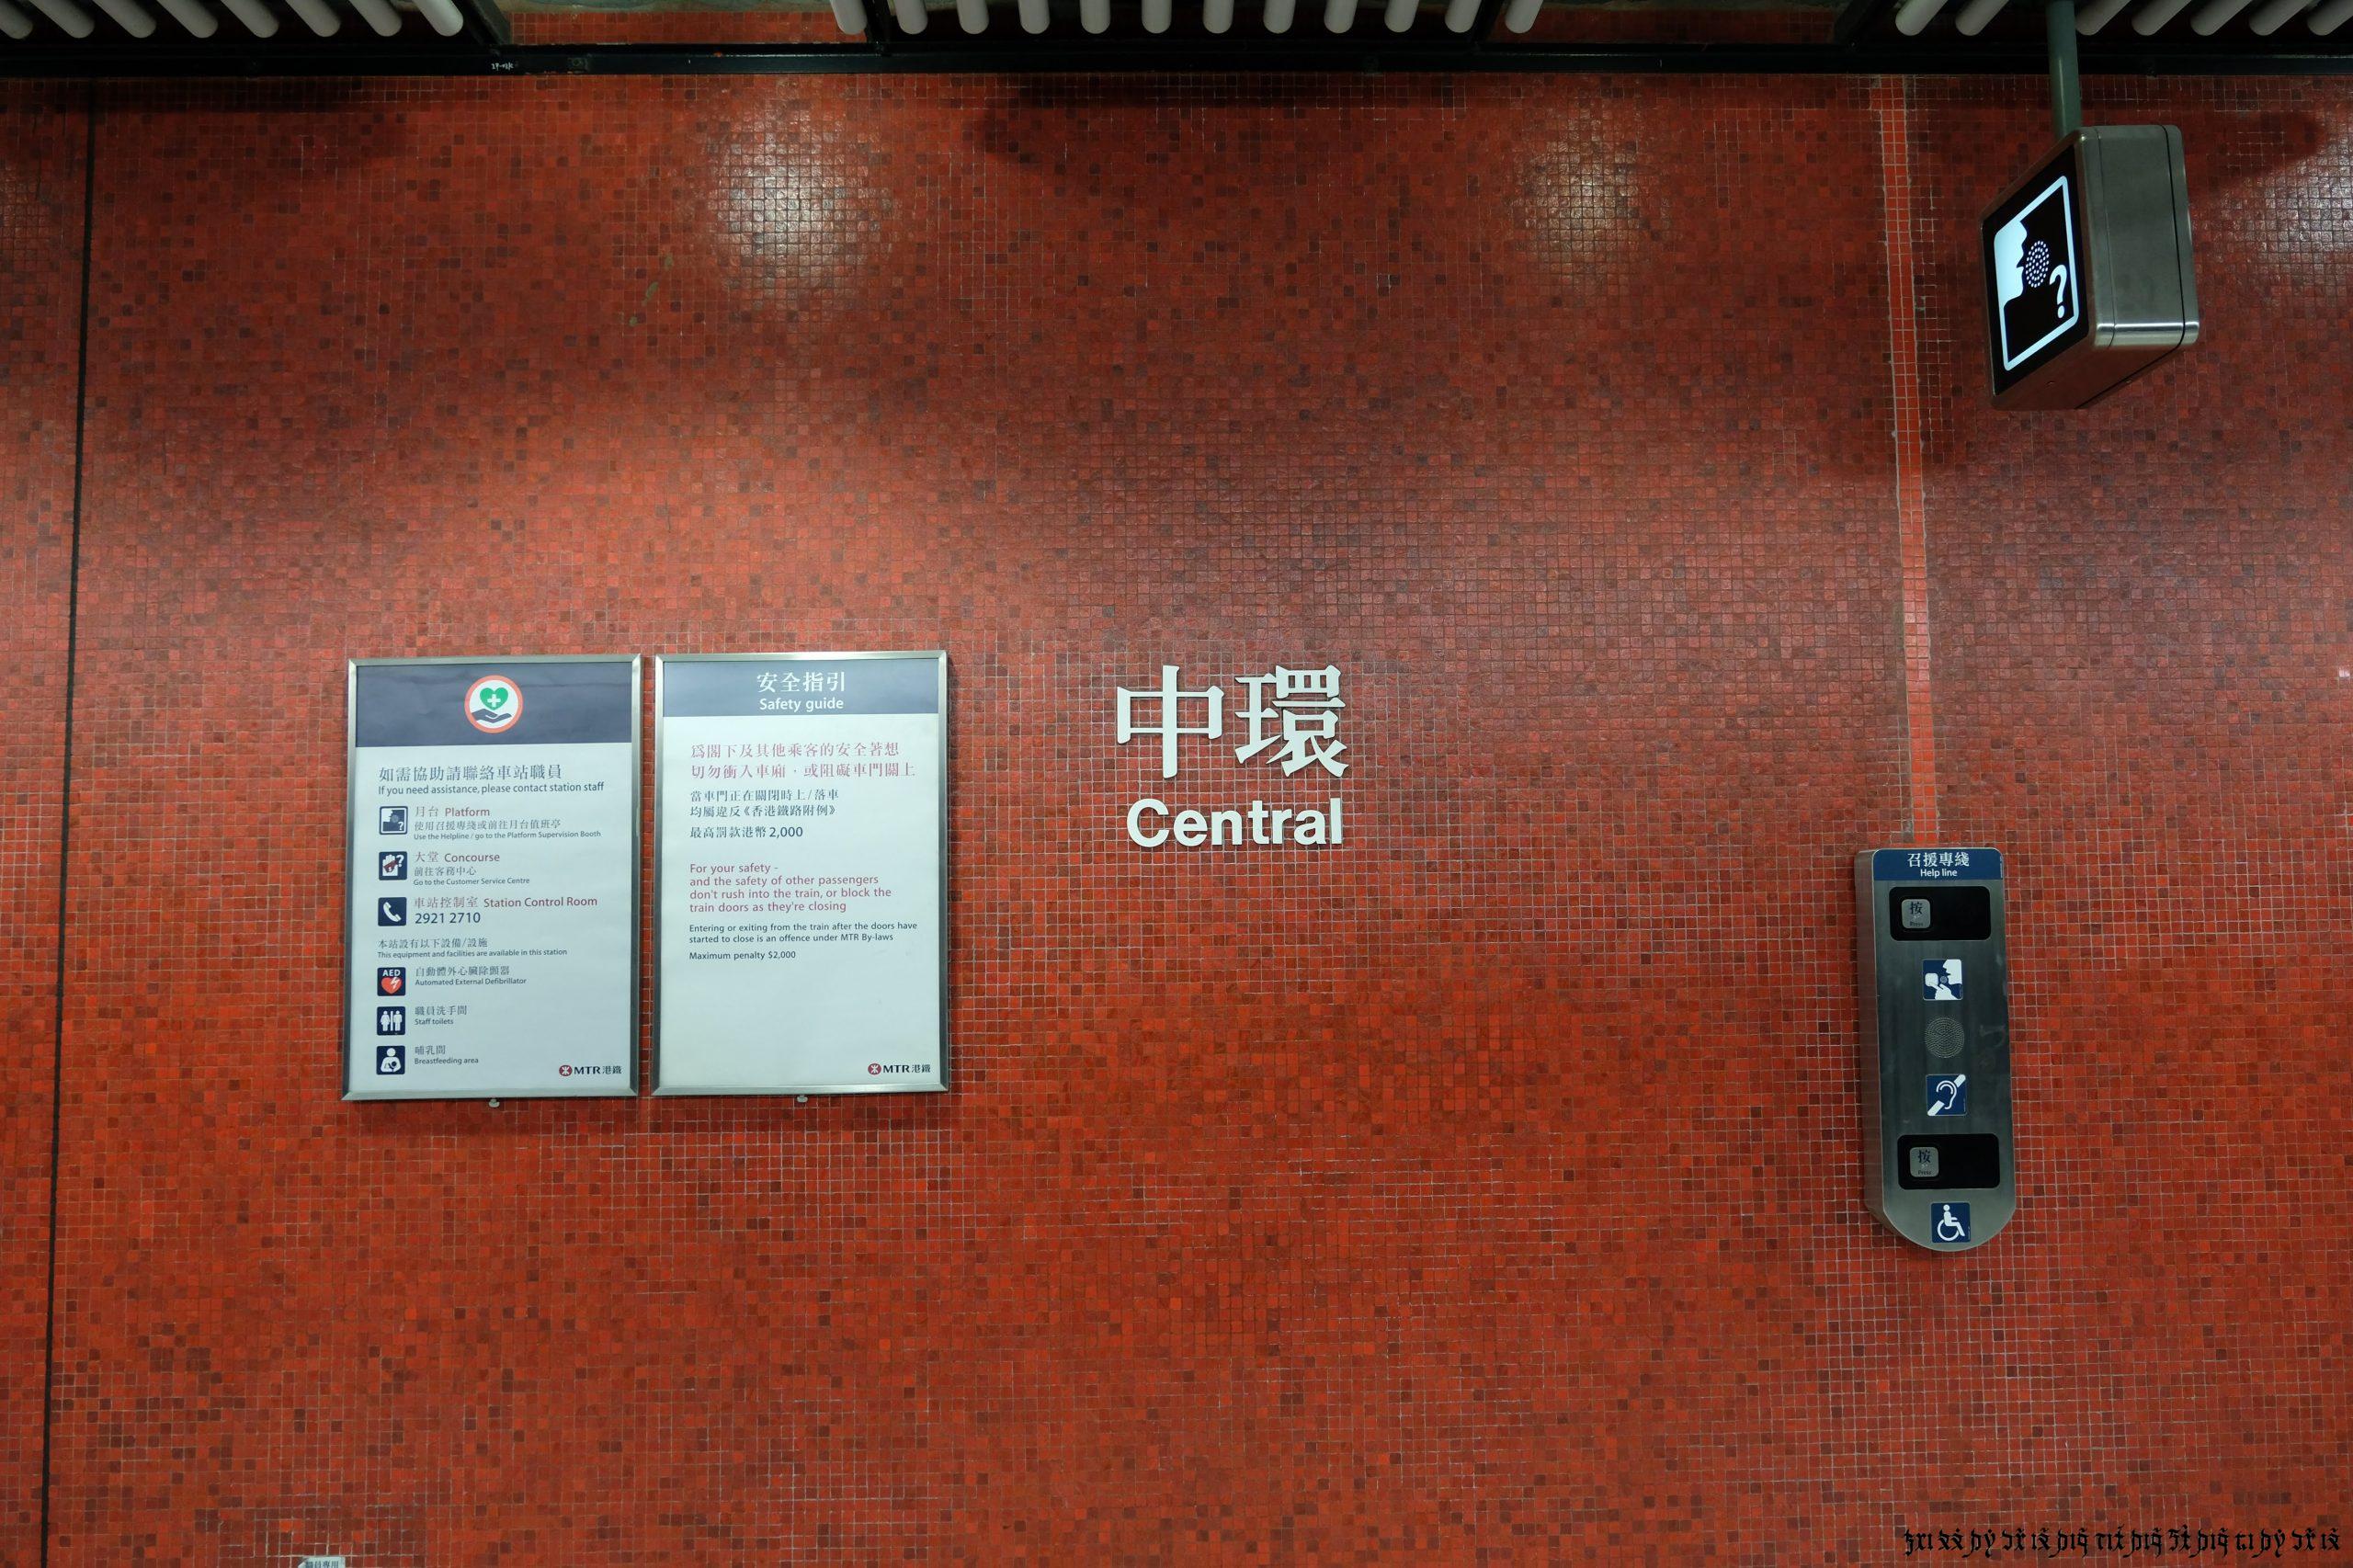 如需協助請聯絡車站職員
If you need assistance, please contact station staff
月台 Platform
使用召援專綫或前往月台值班亭
Use the Helpline / go to the Platform Supervision Booth
大堂 Concourse
前往客務中心
Go to the Customer Service Centre
車站控制室 Station Control Room
2921 2710
本站設有以下設備/設施
This equipment and facilities are available in this station
AED
自動體外心臟除顫器
Automated External Defibrillator
職員洗手間
Staff toilets
哺乳間
Breastfeeding area
MTR 港鐵
安全指引
Safety guide
爲閣下及其他乘客的安全著想
切勿衝入車廂，或阻礙車門關上
當車門正在關閉時上/落車
均屬違反《香港鐵路附例》
最高罰款港幣 2,000
For your safety -
and the safety of other passengers
don't rush into the train, or block the
train doors as they're closing
Entering or exiting from the train after the doors have
started to close is an offence under MTR By-laws
Maximum penalty $2,000
MTR 港鐵
中環
Central
?
召援專綫
Help line
按
Press
按
Press